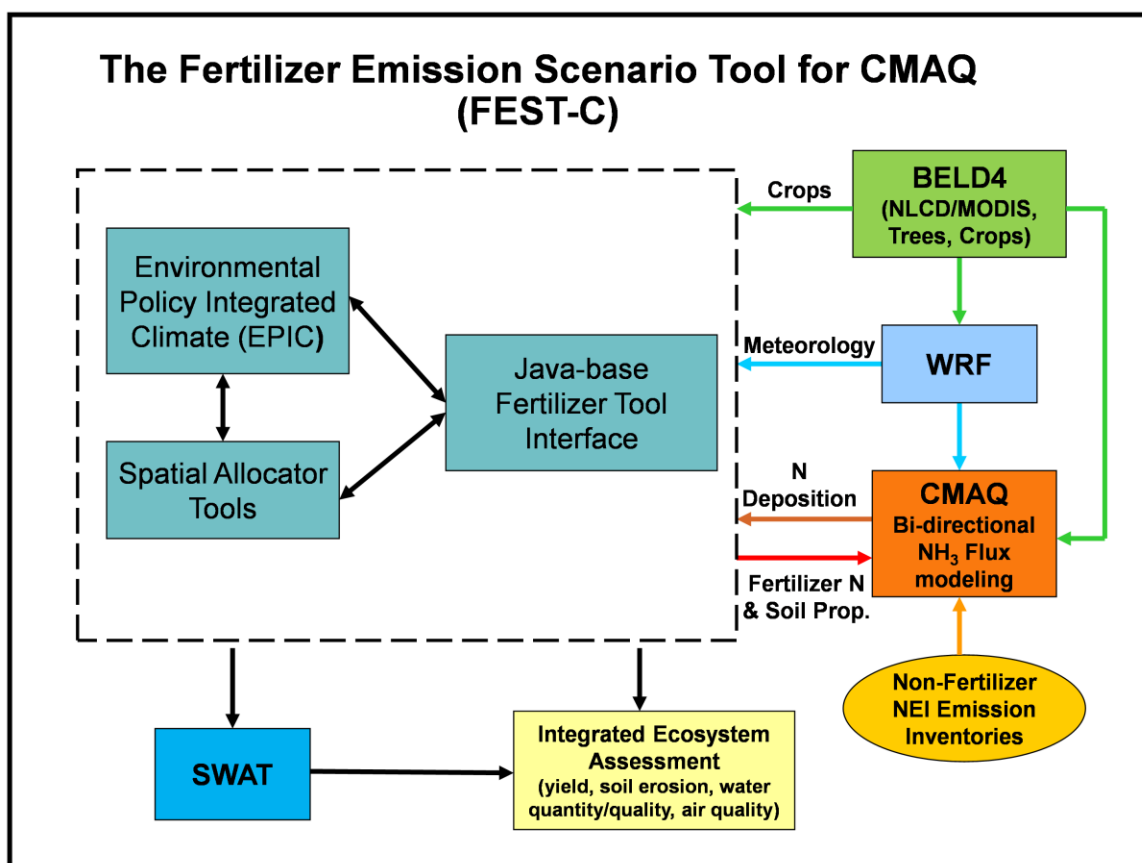 The Fertilizer Emission Scenario Tool for CMAQ
(FEST-C)
Environmental
Policy Integrated
Climate (EPIC)
Spatial Allocator
Tools
Java-base
Fertilizer Tool
Interface
Crops
BELD4
(NLCD/MODIS,
Trees, Crops)
Meteorology
WRF
N
Deposition
CMAQ
Bi-directional
NH₃ Flux
modeling
Fertilizer N
& Soil Prop.
Non-Fertilizer
NEI Emission
Inventories
SWAT
Integrated Ecosystem
Assessment
(yield, soil erosion, water
quantity/quality, air quality)